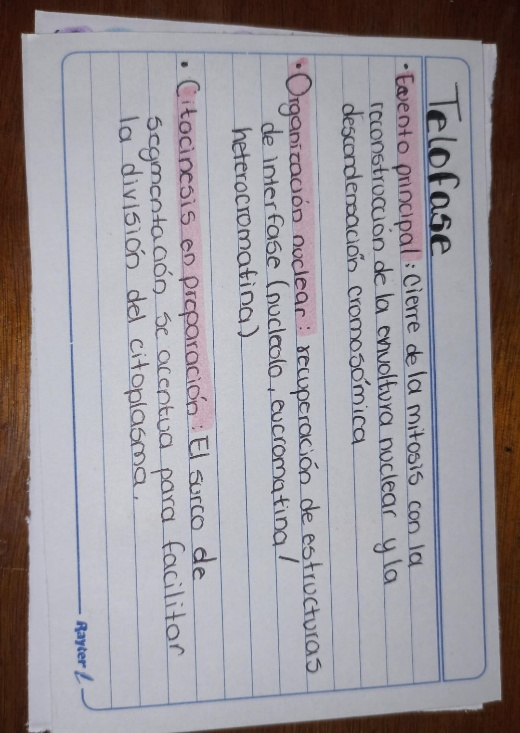 Telofase
• Evento principal: Cierre de la mitosis con la
reconstrucción de la envoltura nuclear y la
descondensación cromosómica
• Organización nuclear: recuperación de estructuras
de interfase (nucleolo, eucromatina/
heterocromatina)
• Citocinesis en preparación: El surco de
segmentación se acentua para facilitar
la división del citoplasma.
Rayter